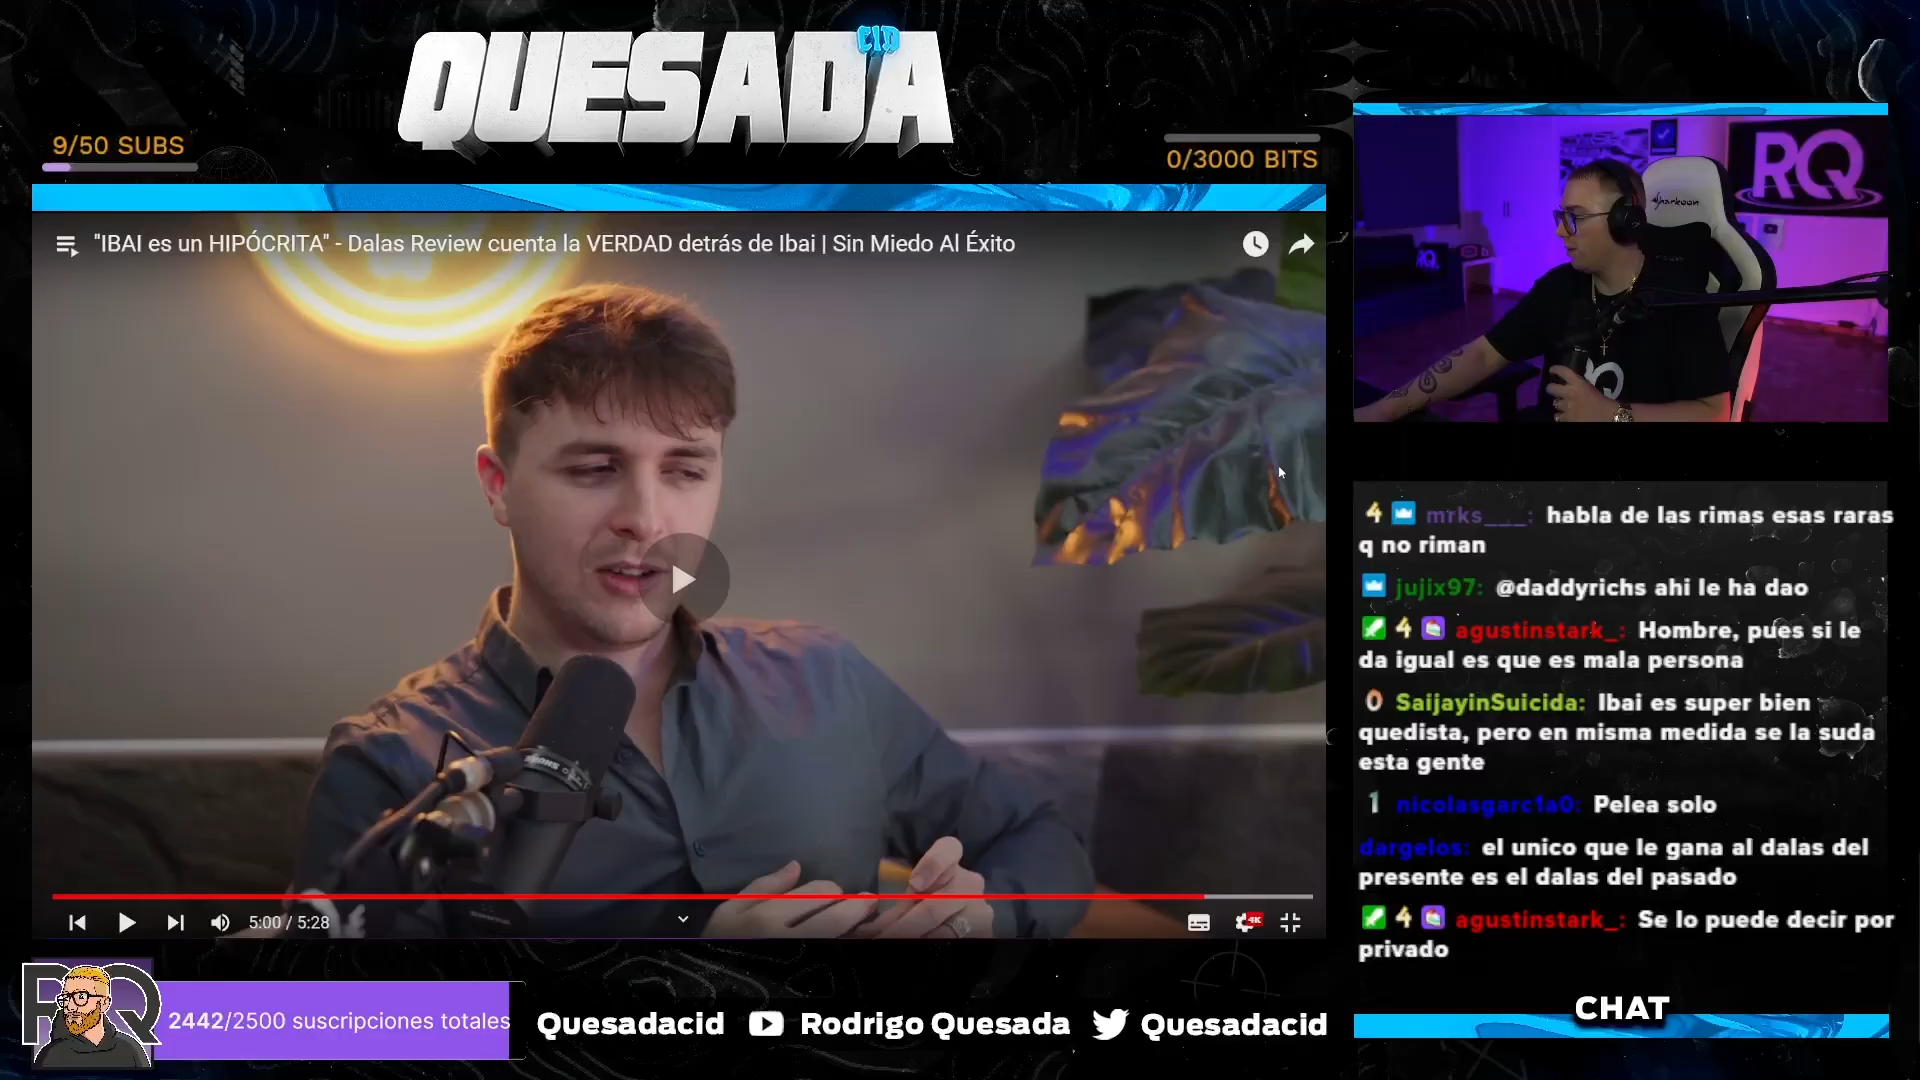 QUESADA
CID
9/50 SUBS
0/3000 BITS
"IBAI es un HIPÓCRITA" - Dalas Review cuenta la VERDAD detrás de Ibai | Sin Miedo Al Éxito
5:00 / 5:28
4K
RQ
2442/2500 suscripciones totales
Quesadacid
Rodrigo Quesada
Quesadacid
RQ
RQ
RQ
4 mrks___: habla de las rimas esas raras
q no riman
jujix97: @daddyrichs ahi le ha dao
4 agustinstark_: Hombre, pues si le
da igual es que es mala persona
0 SaijayinSuicida: Ibai es super bien
quedista, pero en misma medida se la suda
esta gente
1 nicolasgarc1a0: Pelea solo
dargelos: el unico que le gana al dalas del
presente es el dalas del pasado
4 agustinstark_: Se lo puede decir por
privado
CHAT